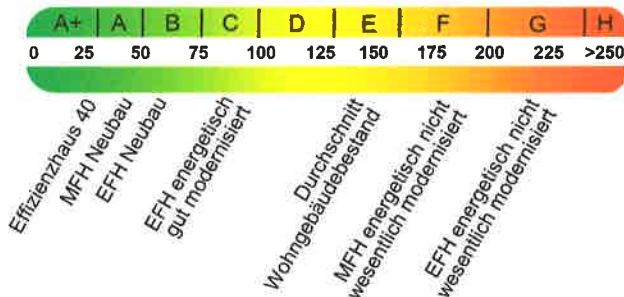 A+ A B C D E F G H
0 25 50 75 100 125 150 175 200 225 >250
Effizienzhaus 40
MFH Neubau
EFH Neubau
EFH energetisch
gut modernisiert
Durchschnitt
Wohngebäudebestand
MFH energetisch nicht
wesentlich modernisiert
EFH energetisch nicht
wesentlich modernisiert